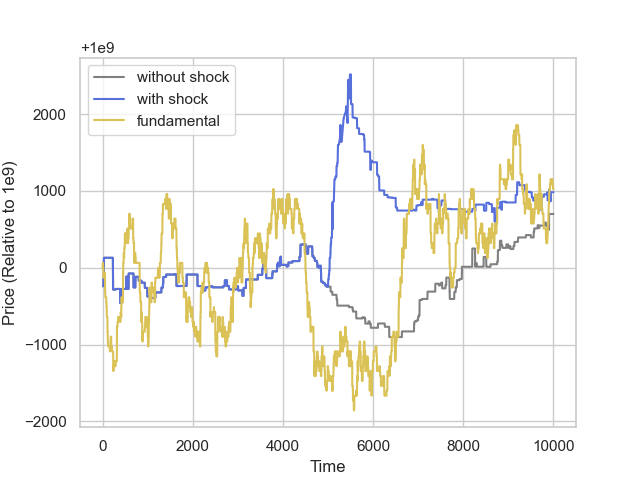 +1e9
without shock
with shock
fundamental
2000
1000
0
−1000
−2000
Price (Relative to 1e9)
0
2000
4000
6000
8000
10000
Time